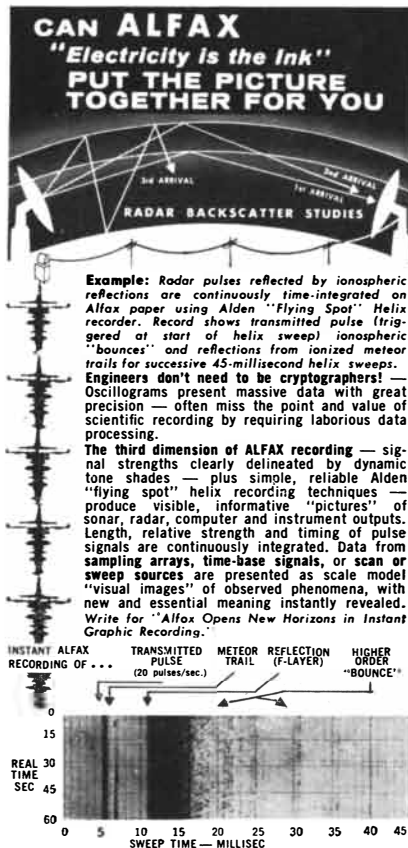 CAN ALFAX
"Electricity is the Ink"
PUT THE PICTURE
TOGETHER FOR YOU
3rd ARRIVAL
2nd ARRIVAL
1st ARRIVAL
RADAR BACKSCATTER STUDIES
Example: Radar pulses reflected by ionospheric
reflections are continuously time-integrated on
Alfax paper using Alden "Flying Spot" Helix
recorder. Record shows transmitted pulse (trig-
gered at start of helix sweep) ionospheric
"bounces" and reflections from ionized meteor
trails for successive 45-millisecond helix sweeps.
Engineers don't need to be cryptographers! —
Oscillograms present massive data with great
precision — often miss the point and value of
scientific recording by requiring laborious data
processing.
The third dimension of ALFAX recording — sig-
nal strengths clearly delineated by dynamic
tone shades — plus simple, reliable Alden
"flying spot" helix recording techniques —
produce visible, informative "pictures" of
sonar, radar, computer and instrument outputs.
Length, relative strength and timing of pulse
signals are continuously integrated. Data from
sampling arrays, time-base signals, or scan or
sweep sources are presented as scale model
"visual images" of observed phenomena, with
new and essential meaning instantly revealed.
Write for "Alfax Opens New Horizons in Instant
Graphic Recording."
INSTANT ALFAX
RECORDING OF . . .
TRANSMITTED
PULSE
(20 pulses/sec.)
METEOR
TRAIL
REFLECTION
(F-LAYER)
HIGHER
ORDER
"BOUNCE"
REAL
TIME
SEC
0
15
30
45
60
0 5 10 15 20 25 30 35 40 45
SWEEP TIME — MILLISEC